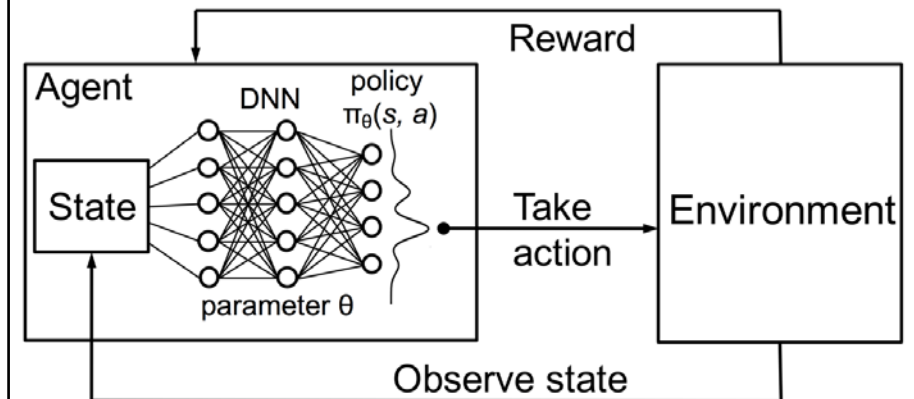 Reward
Agent
policy
DNN
πθ(s, a)
State
Take
action
Environment
parameter θ
Observe state